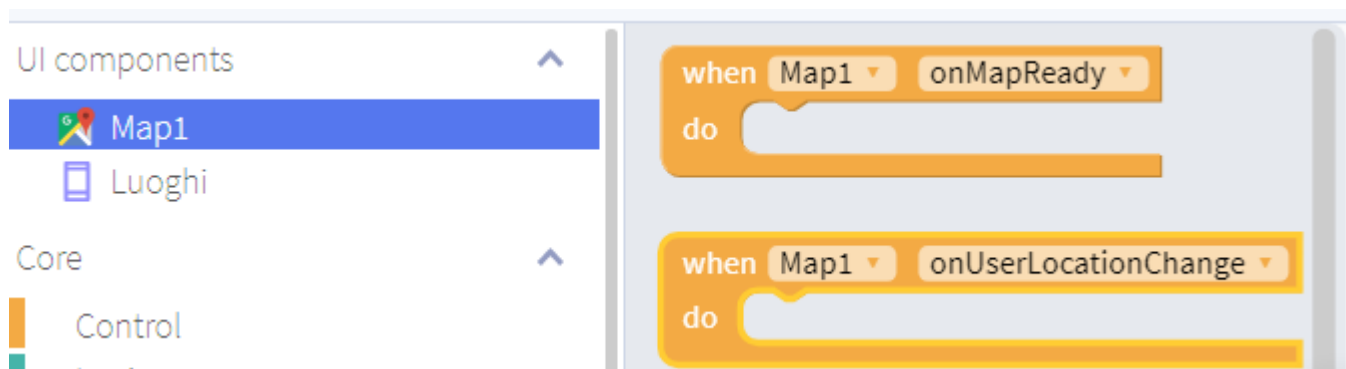 UI components
Map1
Luoghi
Core
Control
when Map1 onMapReady
do
when Map1 onUserLocationChange
do